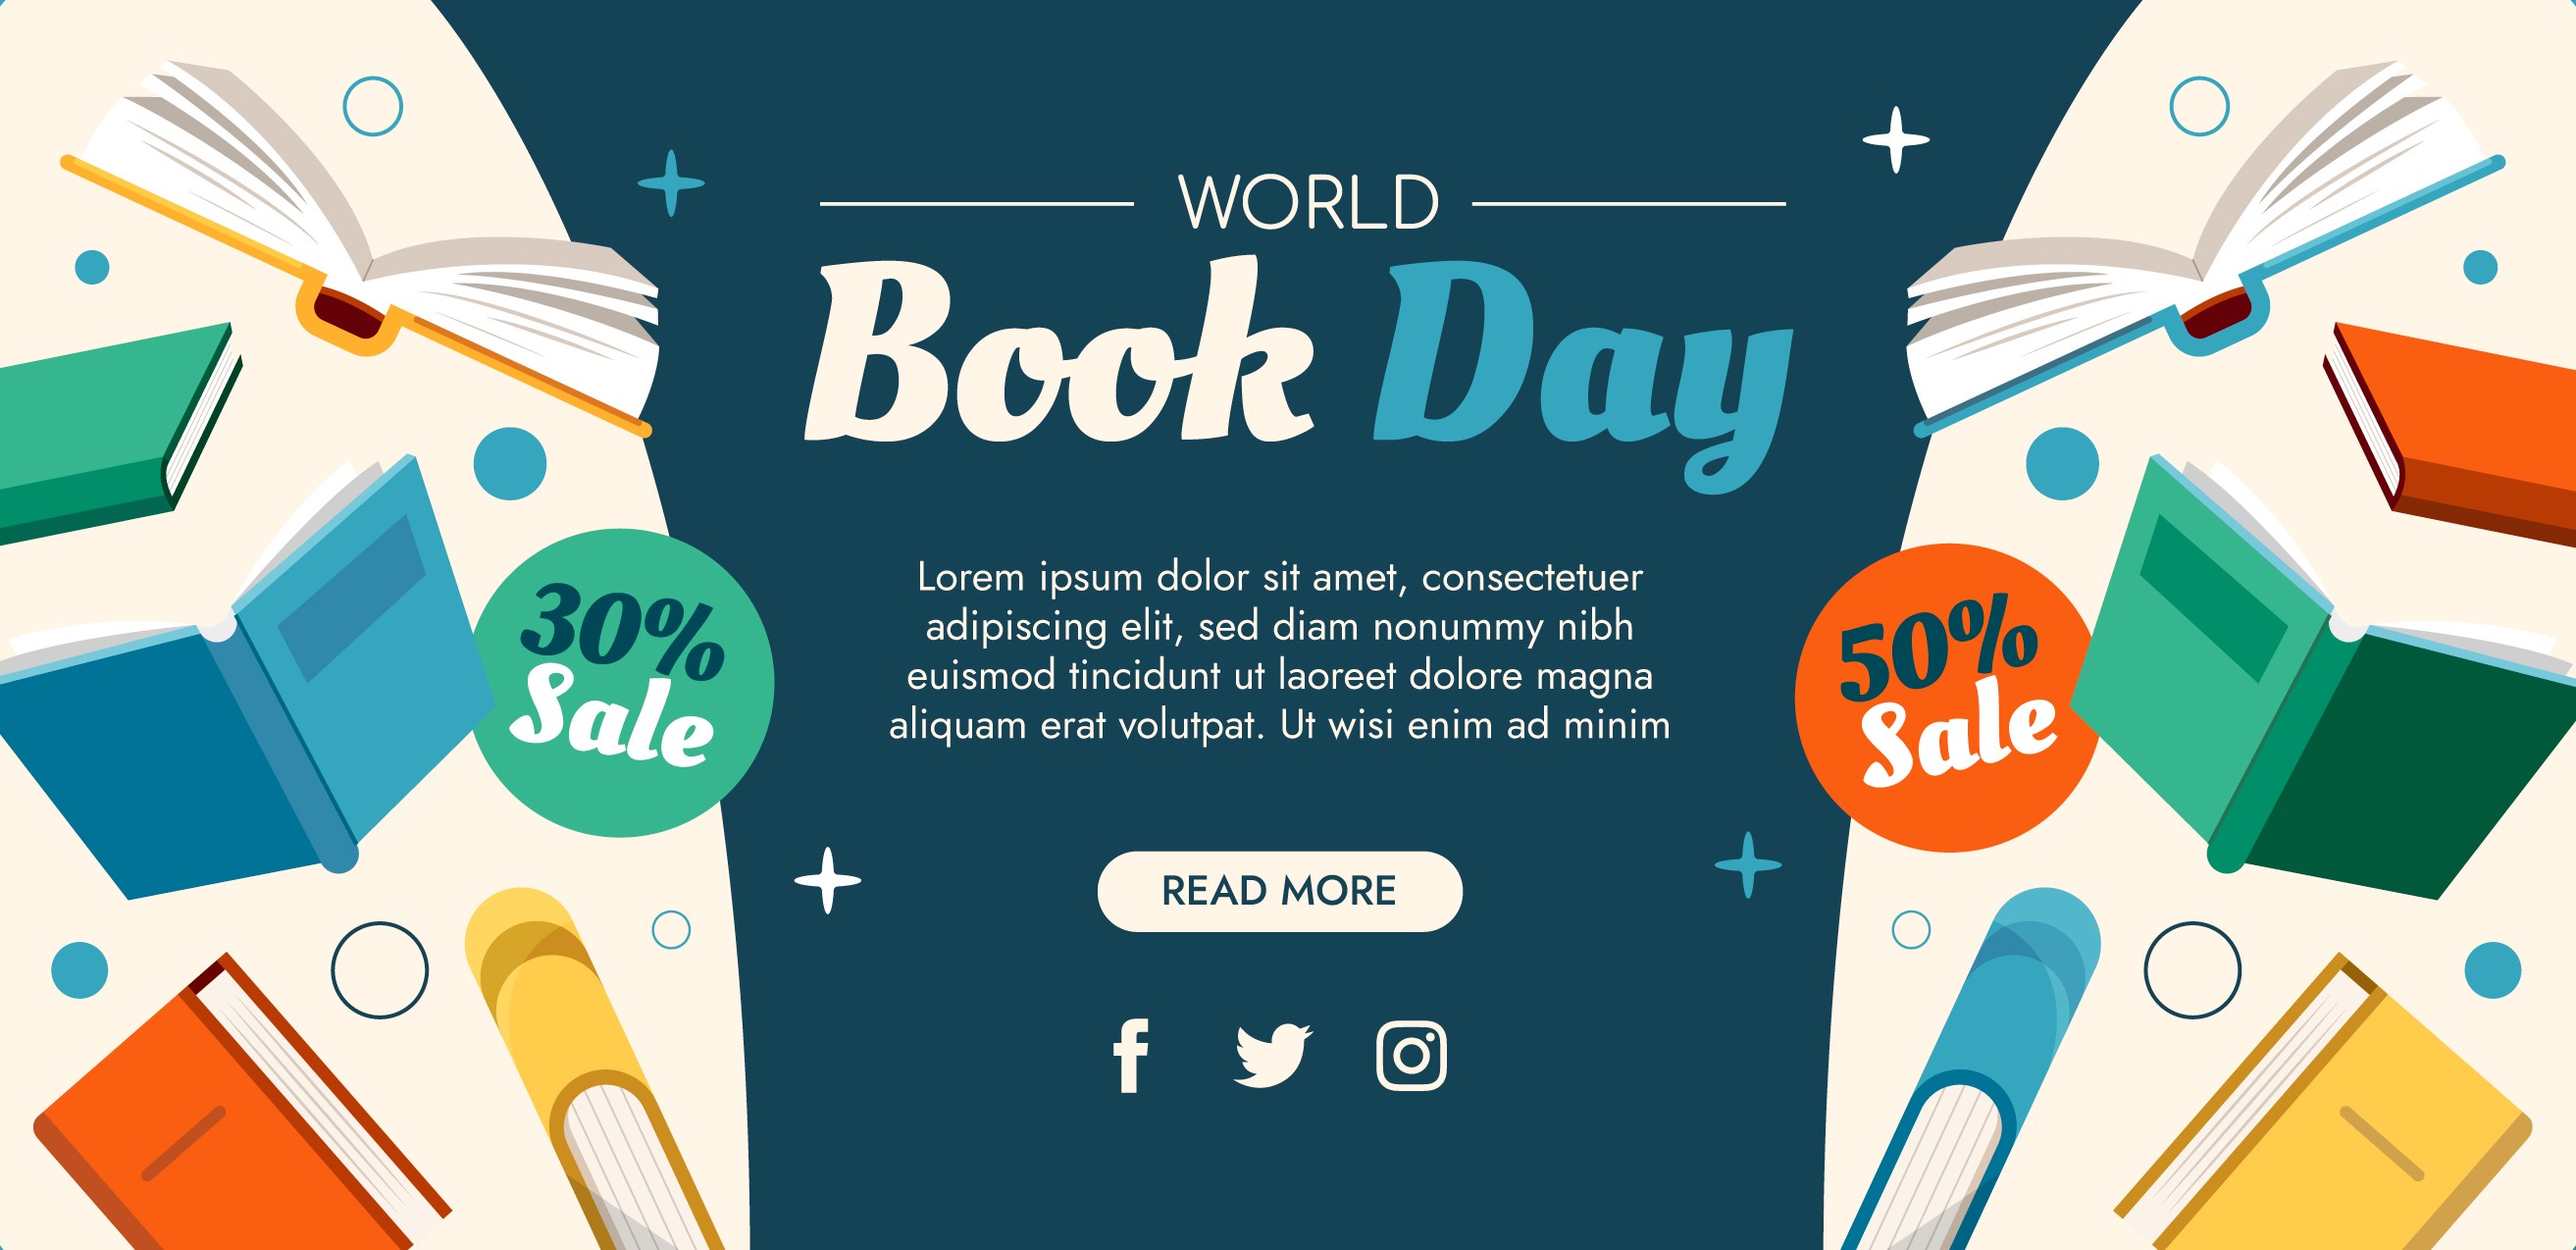 WORLD
Book Day
Lorem ipsum dolor sit amet, consectetuer
adipiscing elit, sed diam nonummy nibh
euismod tincidunt ut laoreet dolore magna
aliquam erat volutpat. Ut wisi enim ad minim
30%
Sale
50%
Sale
READ MORE